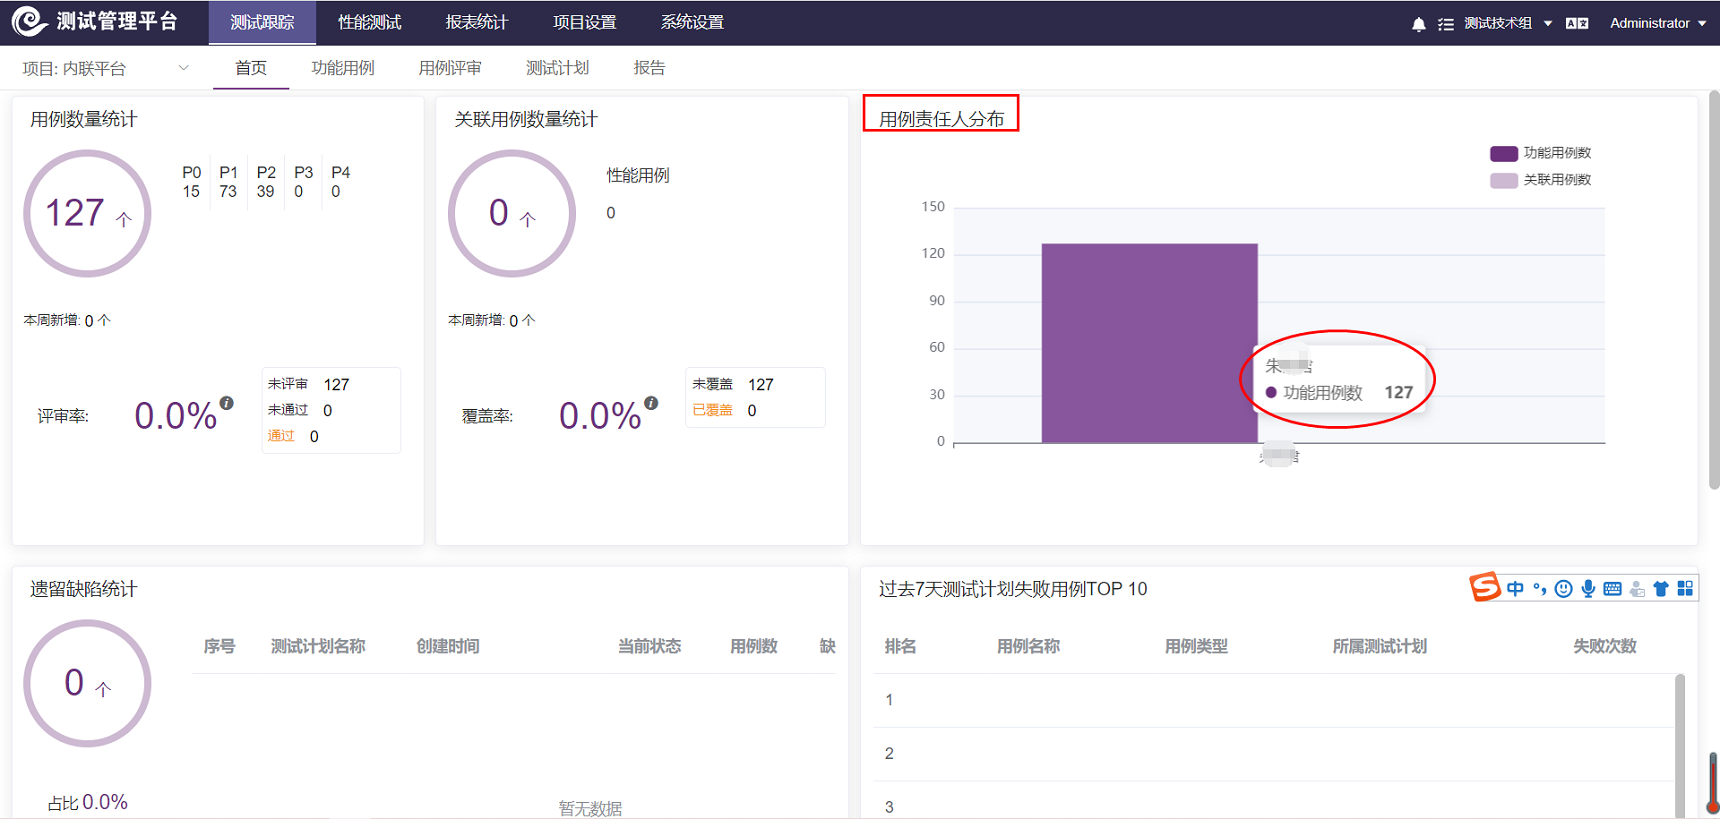 测试管理平台 测试跟踪 性能测试 报表统计 项目设置 系统设置 测试技术组 Administrator
项目: 内联平台 首页 功能用例 用例评审 测试计划 报告
用例数量统计
127 个
P0 P1 P2 P3 P4
15 73 39 0 0
本周新增: 0 个
评审率: 0.0%
未评审 127
未通过 0
通过 0
关联用例数量统计
0 个
性能用例
0
本周新增: 0 个
覆盖率: 0.0%
未覆盖 127
已覆盖 0
用例责任人分布
功能用例数
关联用例数
150
120
90
60
30
0
朱
功能用例数 127
遗留缺陷统计
0 个
占比 0.0%
序号 测试计划名称 创建时间 当前状态 用例数 缺
暂无数据
过去7天测试计划失败用例TOP 10
中
排名 用例名称 用例类型 所属测试计划 失败次数
1
2
3